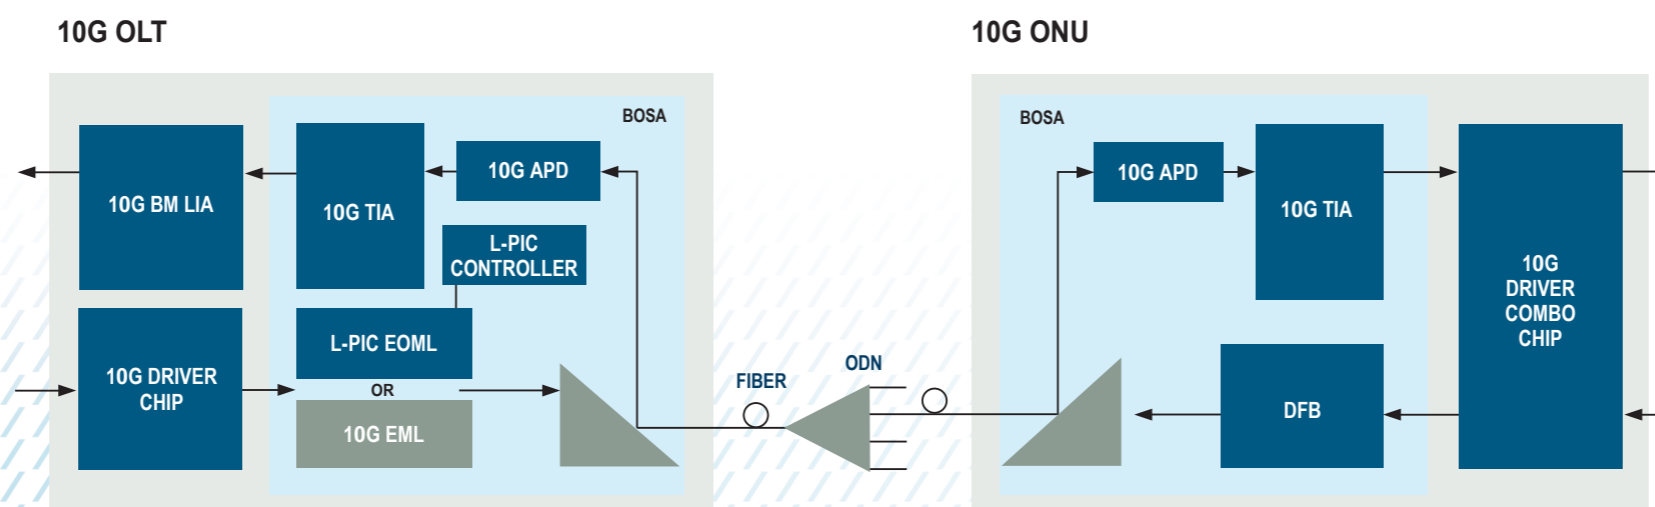 10G OLT
10G ONU
BOSA
10G APD
10G BM LIA
10G TIA
L-PIC
CONTROLLER
L-PIC EOML
10G DRIVER
CHIP
OR
10G EML
FIBER
ODN
BOSA
10G APD
10G TIA
10G
DRIVER
COMBO
CHIP
DFB